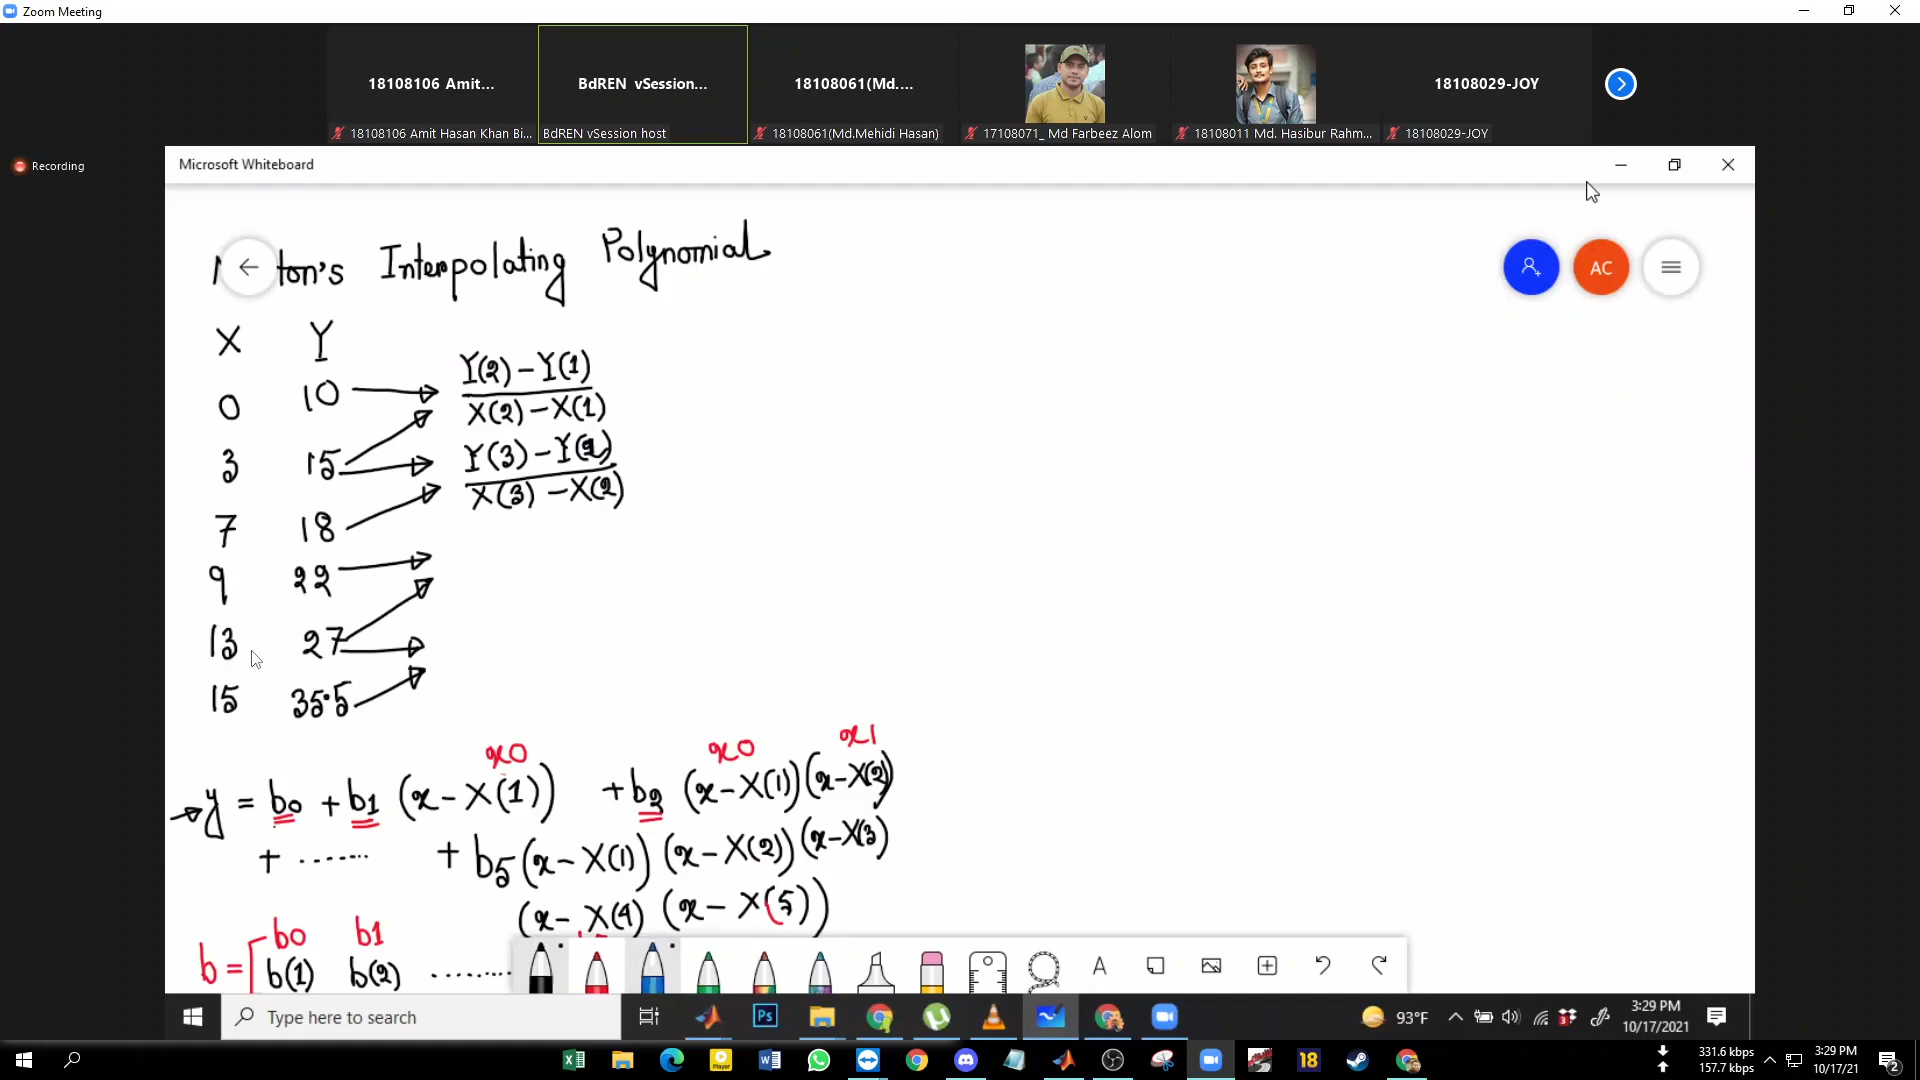 Zoom Meeting
18108106 Amit...
BdREN vSession...
18108061(Md....
18108029-JOY
18108106 Amit Hasan Khan Bi...
BdREN vSession host
18108061(Md.Mehidi Hasan)
17108071_ Md Farbeez Alom
18108011 Md. Hasibur Rahm...
18108029-JOY
Recording
Microsoft Whiteboard
ton's Interpolating Polynomial
AC
X Y
0 10
3 15
7 18
9 22
13 27
15 35.5
Y(2) - Y(1)
X(2) - X(1)
Y(3) - Y(2)
X(3) - X(2)
x0 x0 x1
y = b0 + b1 (x - X(1)) + b2 (x - X(1)) (x - X(2))
+ ....... + b5 (x - X(1)) (x - X(2)) (x - X(3)
(x - X(4) (x - X(5))
b0 b1
b = [ b(1) b(2) .........
Type here to search
Ps
93°F
3
3:29 PM
10/17/2021
Player
18
331.6 kbps
157.7 kbps
3:29 PM
10/17/21
2